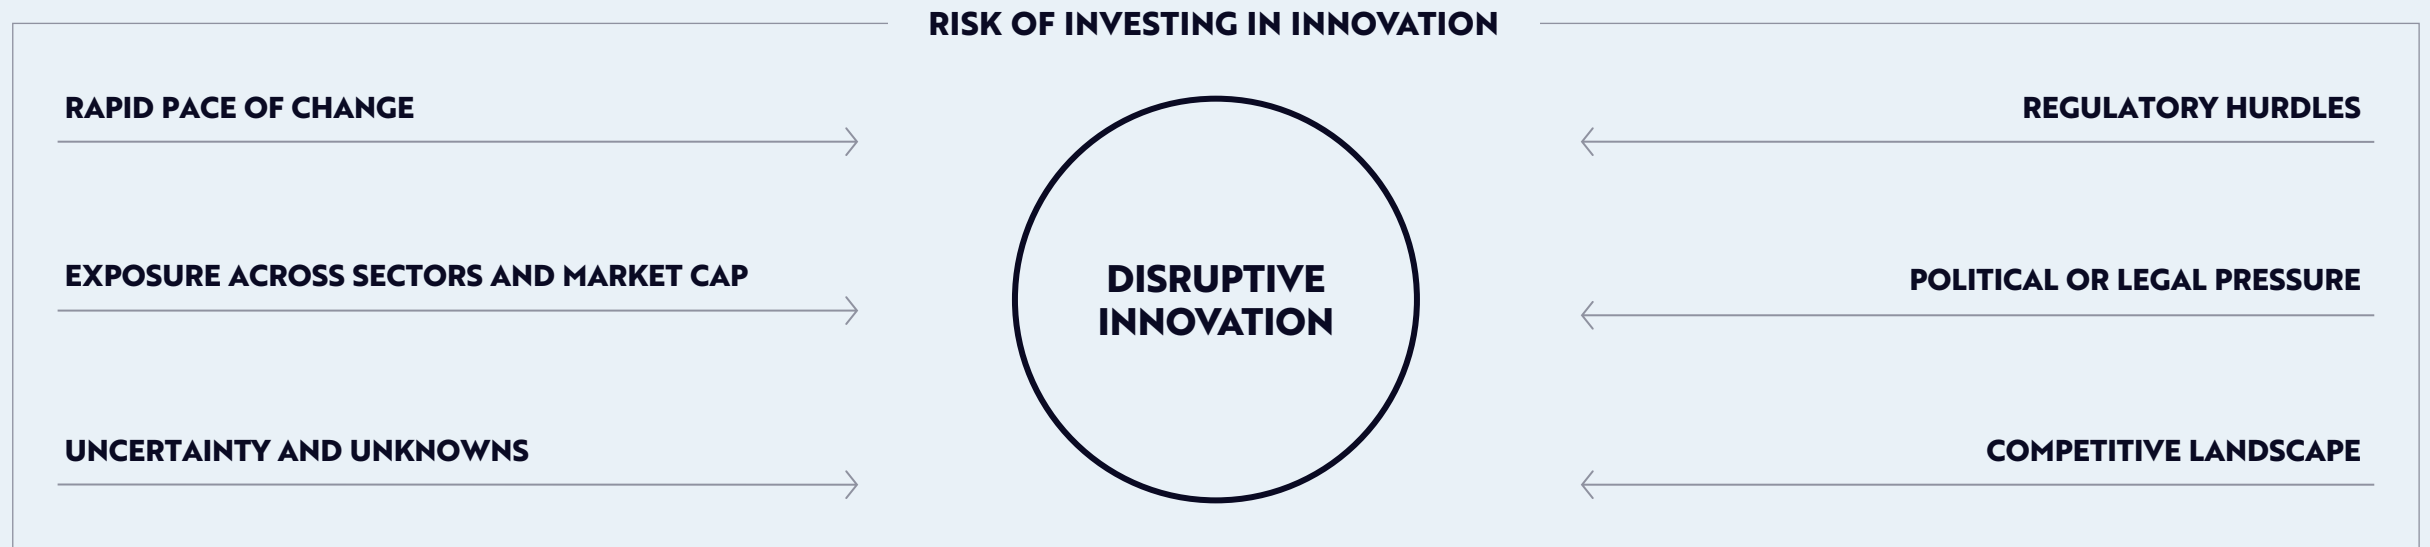 RISK OF INVESTING IN INNOVATION
RAPID PACE OF CHANGE
REGULATORY HURDLES
EXPOSURE ACROSS SECTORS AND MARKET CAP
DISRUPTIVE
INNOVATION
POLITICAL OR LEGAL PRESSURE
UNCERTAINTY AND UNKNOWNS
COMPETITIVE LANDSCAPE